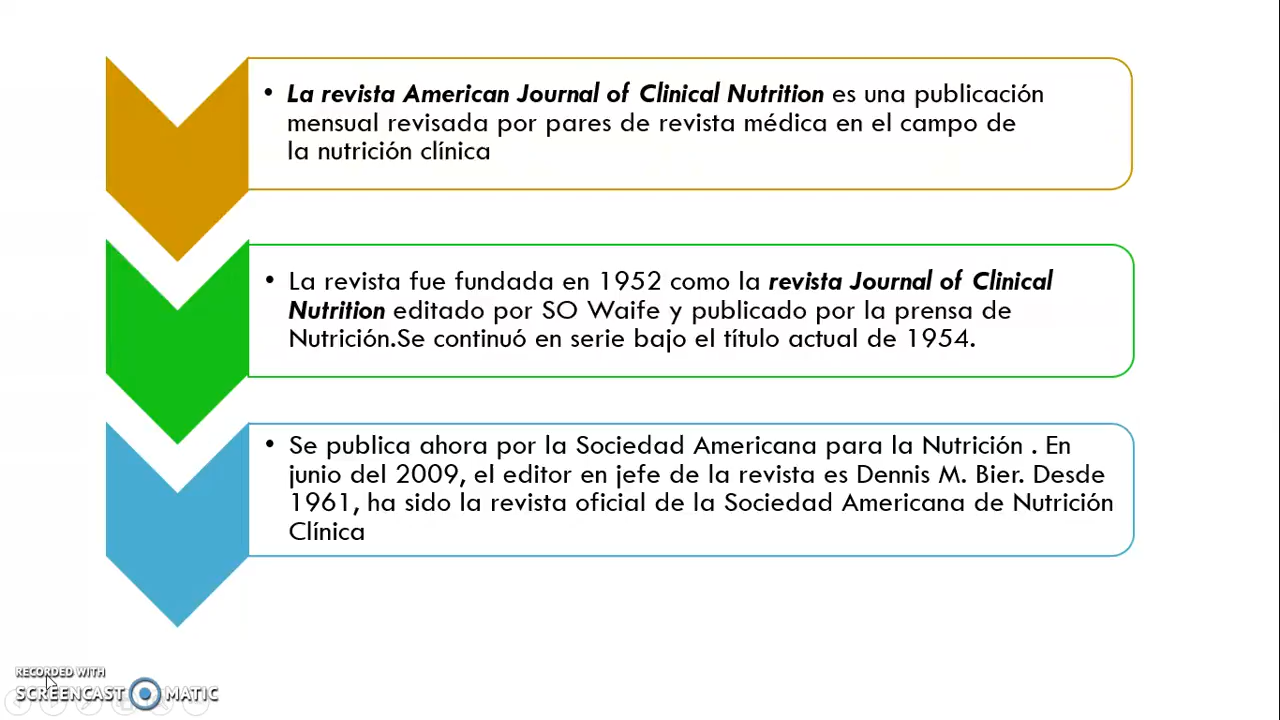 • La revista American Journal of Clinical Nutrition es una publicación
mensual revisada por pares de revista médica en el campo de
la nutrición clínica
• La revista fue fundada en 1952 como la revista Journal of Clinical
Nutrition editado por SO Waife y publicado por la prensa de
Nutrición.Se continuó en serie bajo el título actual de 1954.
• Se publica ahora por la Sociedad Americana para la Nutrición . En
junio del 2009, el editor en jefe de la revista es Dennis M. Bier. Desde
1961, ha sido la revista oficial de la Sociedad Americana de Nutrición
Clínica
RECORDED WITH
SCREENCAST MATIC